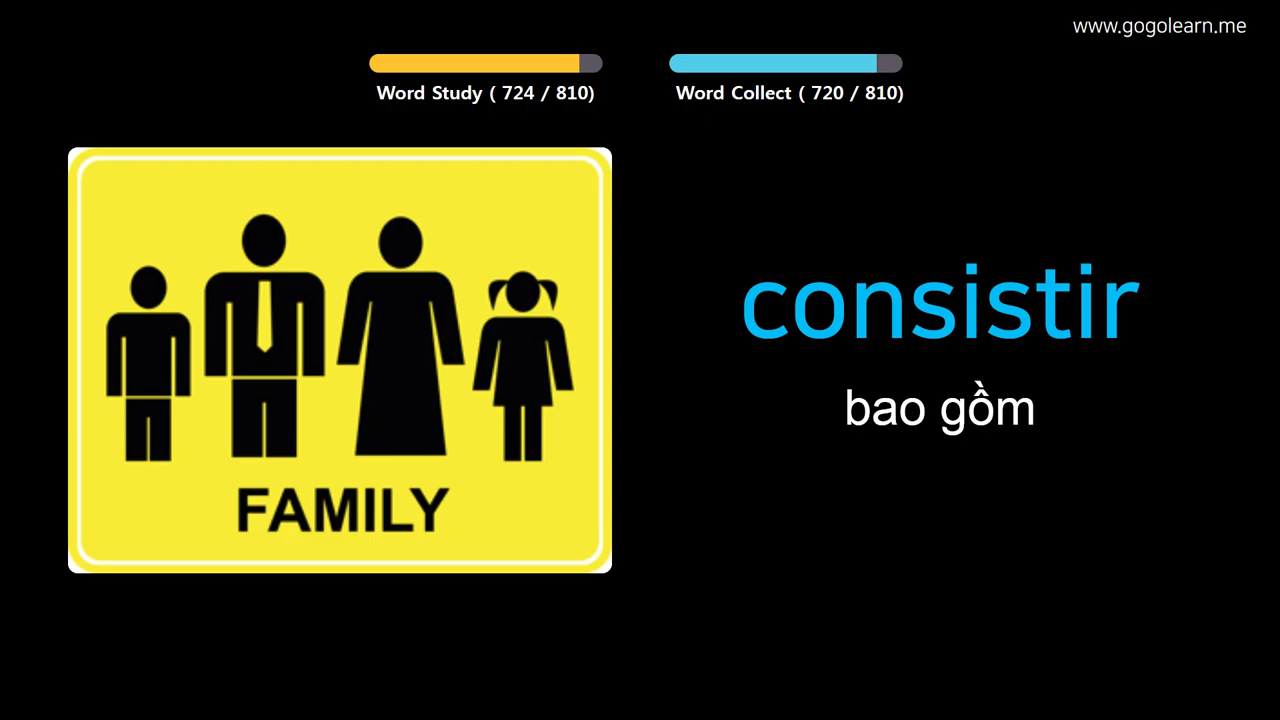 www.gogolearn.me
Word Study ( 724 / 810)
Word Collect ( 720 / 810)
FAMILY
consistir
bao gồm